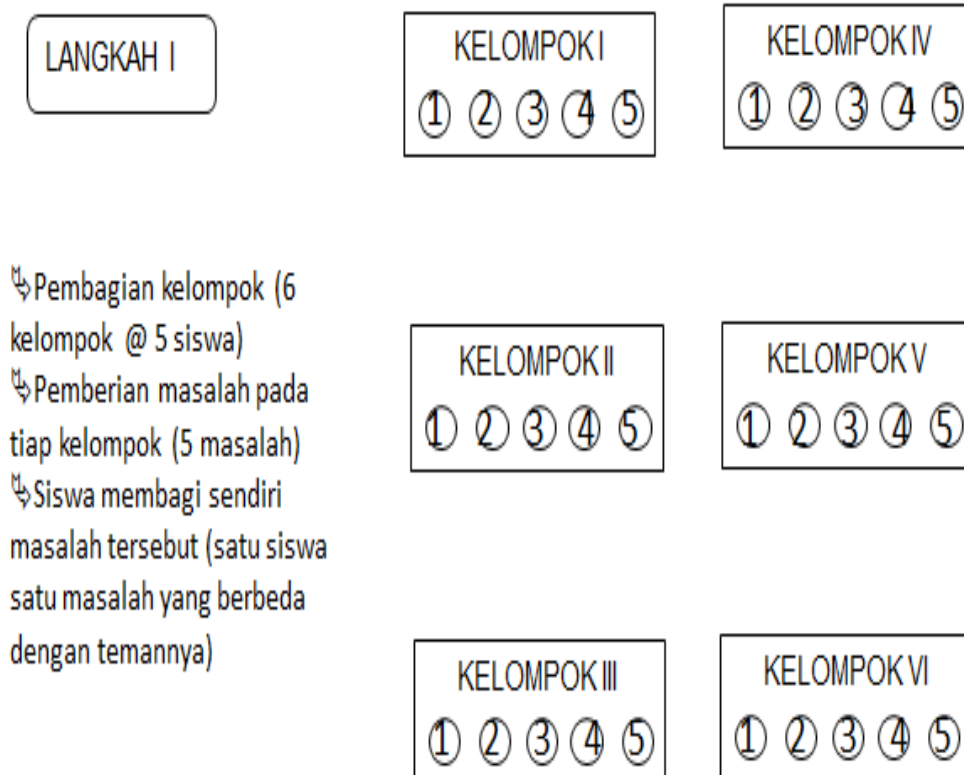 LANGKAH I
Pembagian kelompok (6
kelompok @ 5 siswa)
Pemberian masalah pada
tiap kelompok (5 masalah)
Siswa membagi sendiri
masalah tersebut (satu siswa
satu masalah yang berbeda
dengan temannya)
KELOMPOK I
1 2 3 4 5
KELOMPOK II
1 2 3 4 5
KELOMPOK III
1 2 3 4 5
KELOMPOK IV
1 2 3 4 5
KELOMPOK V
1 2 3 4 5
KELOMPOK VI
1 2 3 4 5